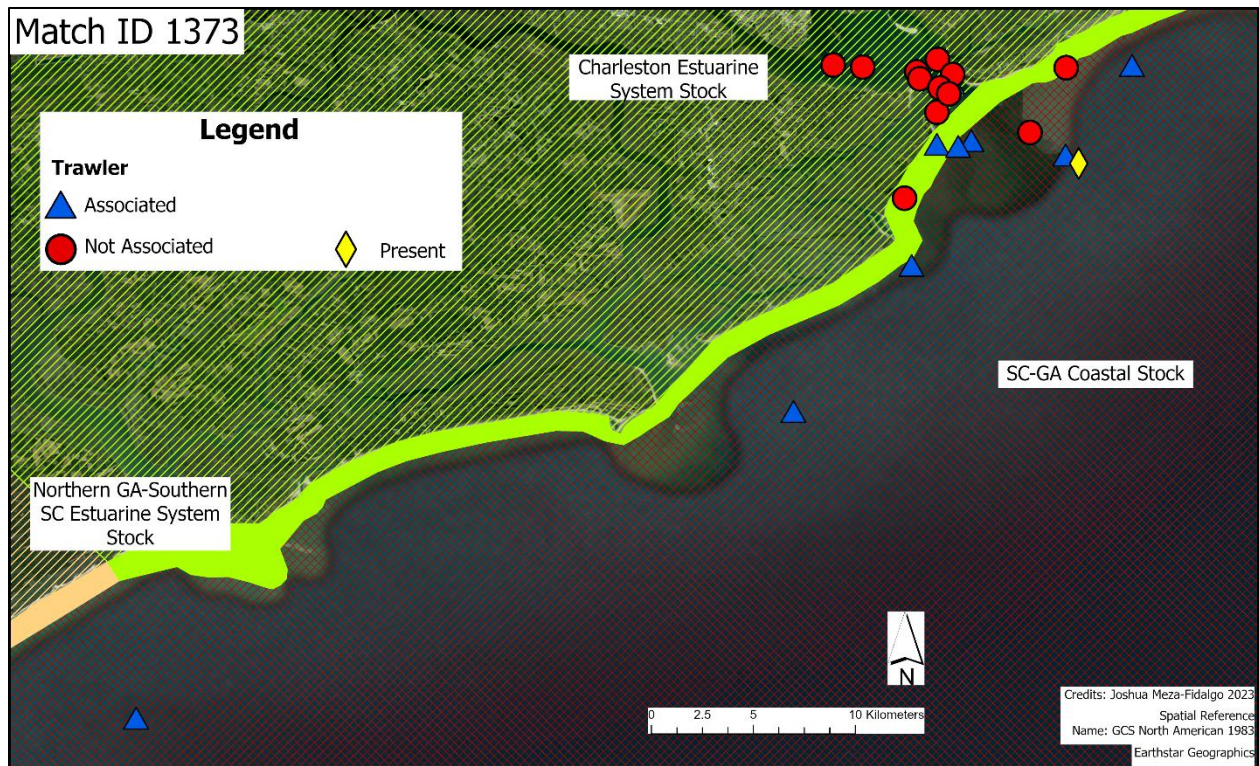 Match ID 1373
Charleston Estuarine
System Stock
Legend
Trawler
Associated
Not Associated
Present
SC-GA Coastal Stock
Northern GA-Southern
SC Estuarine System
Stock
N
0 2.5 5 10 Kilometers
Credits: Joshua Meza-Fidalgo 2023
Spatial Reference
Name: GCS North American 1983
Earthstar Geographics